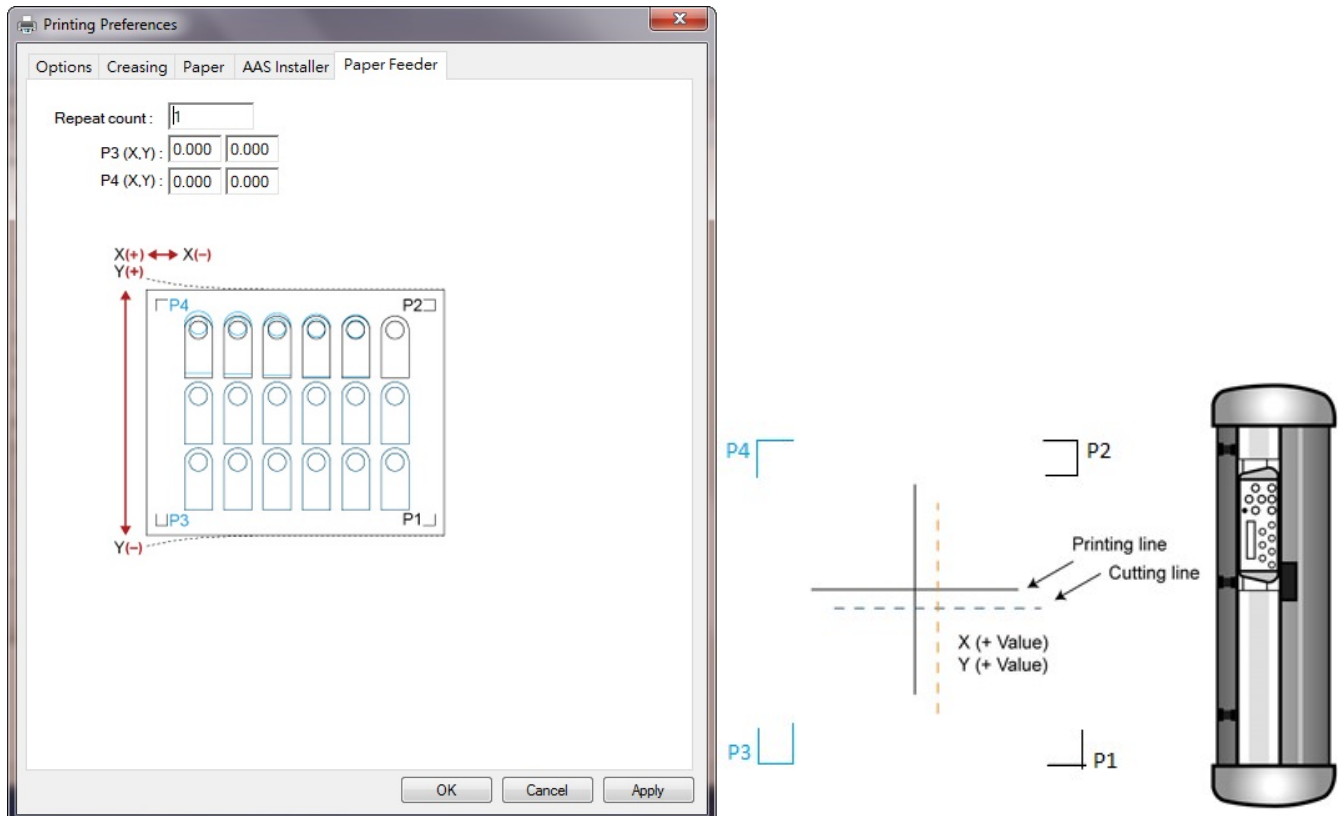 Printing Preferences
Options Creasing Paper AAS Installer Paper Feeder
Repeat count : 1
P3 (X,Y) : 0.000 0.000
P4 (X,Y) : 0.000 0.000
X(+) X(−)
Y(+)
P4 P2
P3 P1
Y(−)
OK Cancel Apply
P4 P2
Printing line
Cutting line
X (+ Value)
Y (+ Value)
P3 P1